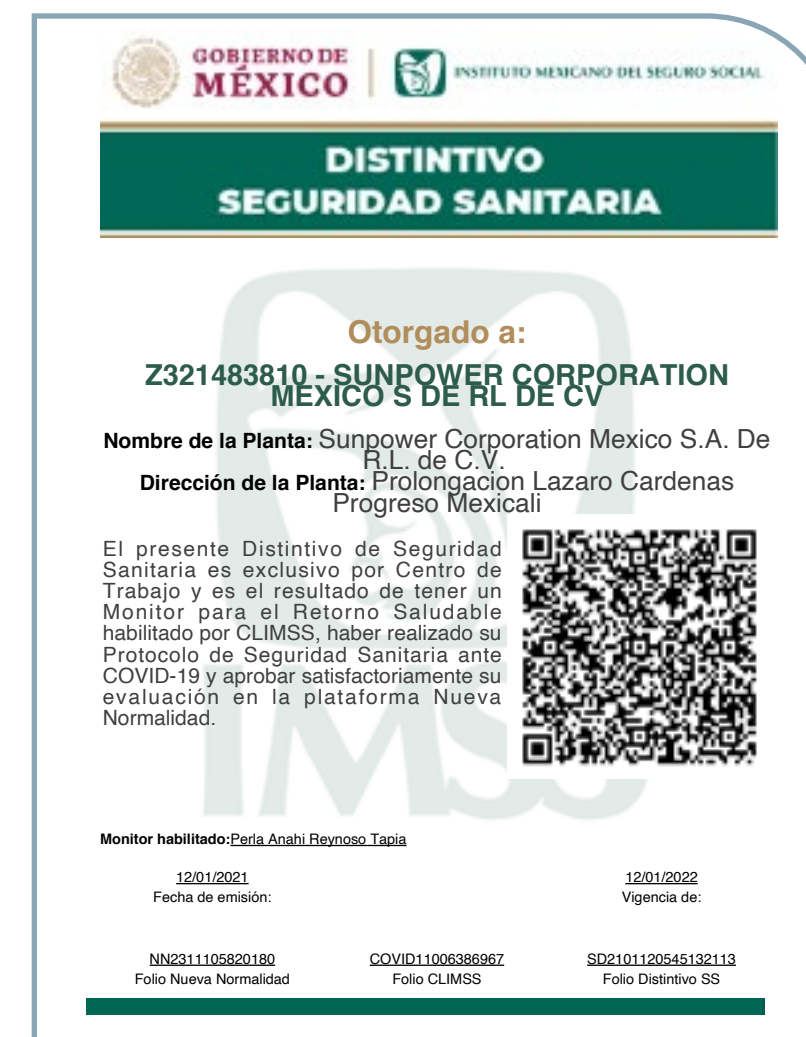 GOBIERNO DE
MÉXICO
INSTITUTO MEXICANO DEL SEGURO SOCIAL
DISTINTIVO
SEGURIDAD SANITARIA
Otorgado a:
Z321483810 - SUNPOWER CORPORATION
MEXICO S DE RL DE CV
Nombre de la Planta: Sunpower Corporation Mexico S.A. De
R.L. de C.V.
Dirección de la Planta: Prolongacion Lazaro Cardenas
Progreso Mexicali
El presente Distintivo de Seguridad
Sanitaria es exclusivo por Centro de
Trabajo y es el resultado de tener un
Monitor para el Retorno Saludable
habilitado por CLIMSS, haber realizado su
Protocolo de Seguridad Sanitaria ante
COVID-19 y aprobar satisfactoriamente su
evaluación en la plataforma Nueva
Normalidad.
IMSS
Monitor habilitado:Perla Anahi Reynoso Tapia
12/01/2021 12/01/2022
Fecha de emisión: Vigencia de:
NN2311105820180 COVID11006386967 SD2101120545132113
Folio Nueva Normalidad Folio CLIMSS Folio Distintivo SS